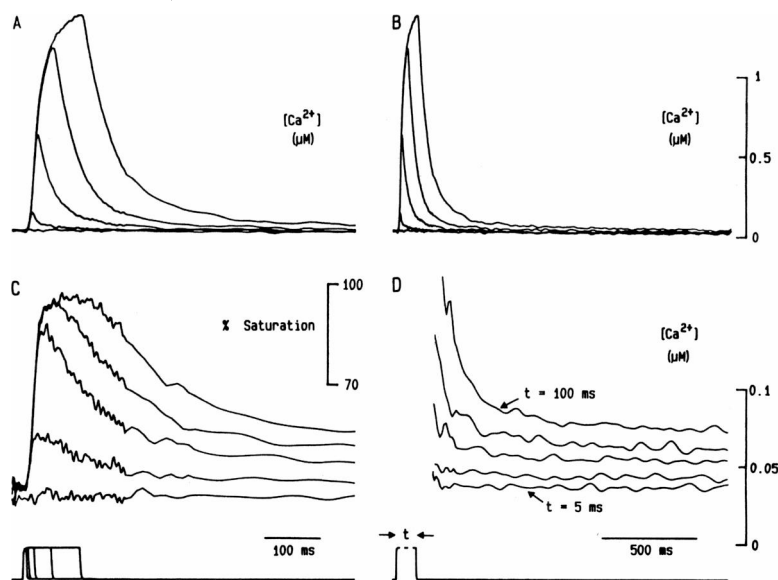 A
B
[Ca2+]
(μM)
[Ca2+]
(μM)
1
0.5
0
C
100
% Saturation
70
D
[Ca2+]
(μM)
t = 100 ms
0.1
0.05
t = 5 ms
t
100 ms
500 ms
0